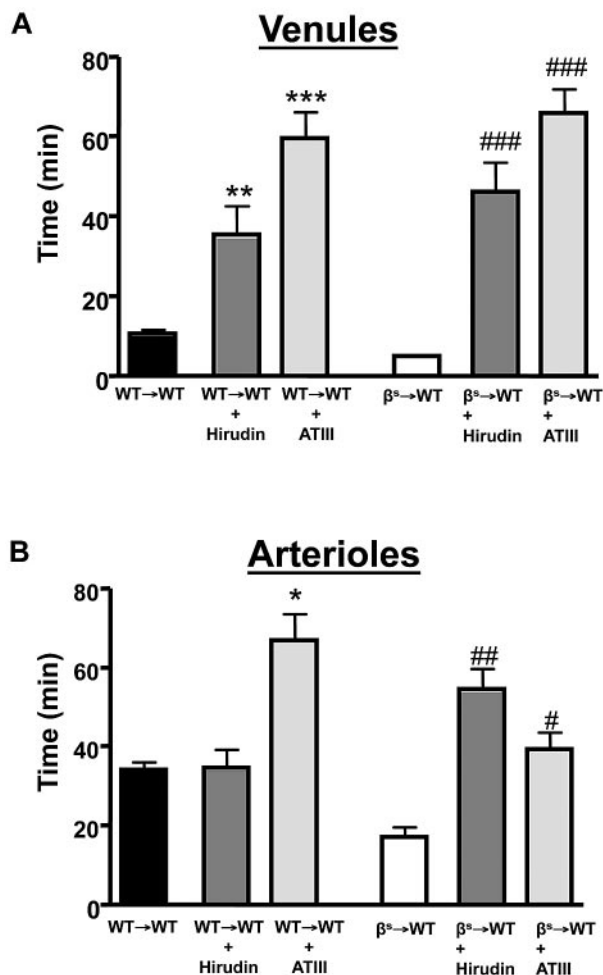 A
Venules
Time (min)
80
60
40
20
0
**
***
###
###
WT→WT
WT→WT
+
Hirudin
WT→WT
+
ATIII
βˢ→WT
βˢ→WT
+
Hirudin
βˢ→WT
+
ATIII
B
Arterioles
Time (min)
80
60
40
20
0
*
##
#
WT→WT
WT→WT
+
Hirudin
WT→WT
+
ATIII
βˢ→WT
βˢ→WT
+
Hirudin
βˢ→WT
+
ATIII